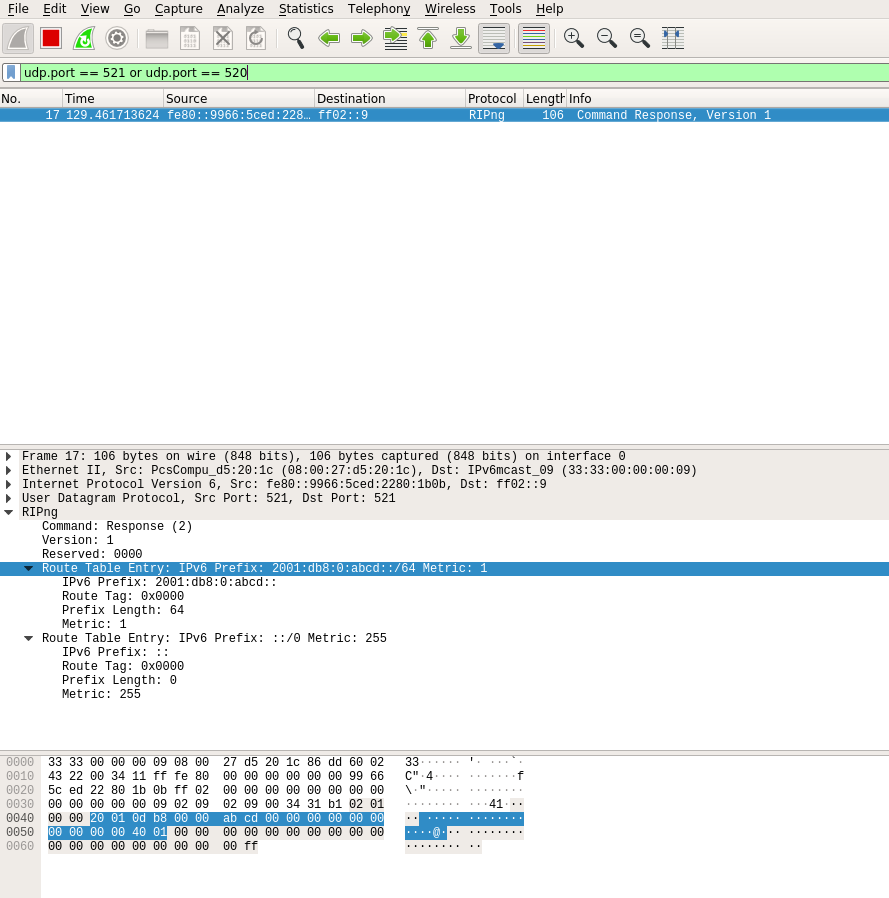 File Edit View Go Capture Analyze Statistics Telephony Wireless Tools Help
udp.port == 521 or udp.port == 520
No. Time Source Destination Protocol Length Info
17 129.461713624 fe80::9966:5ced:228… ff02::9 RIPng 106 Command Response, Version 1
Frame 17: 106 bytes on wire (848 bits), 106 bytes captured (848 bits) on interface 0
Ethernet II, Src: PcsCompu_d5:20:1c (08:00:27:d5:20:1c), Dst: IPv6mcast_09 (33:33:00:00:00:09)
Internet Protocol Version 6, Src: fe80::9966:5ced:2280:1b0b, Dst: ff02::9
User Datagram Protocol, Src Port: 521, Dst Port: 521
RIPng
Command: Response (2)
Version: 1
Reserved: 0000
Route Table Entry: IPv6 Prefix: 2001:db8:0:abcd::/64 Metric: 1
IPv6 Prefix: 2001:db8:0:abcd::
Route Tag: 0x0000
Prefix Length: 64
Metric: 1
Route Table Entry: IPv6 Prefix: ::/0 Metric: 255
IPv6 Prefix: ::
Route Tag: 0x0000
Prefix Length: 0
Metric: 255
0000 33 33 00 00 00 09 08 00 27 d5 20 1c 86 dd 60 02 33······ '· ···`·
0010 43 22 00 34 11 ff fe 80 00 00 00 00 00 00 99 66 C"·4···· ·······f
0020 5c ed 22 80 1b 0b ff 02 00 00 00 00 00 00 00 00 \·"····· ········
0030 00 00 00 00 00 09 02 09 02 09 00 34 31 b1 02 01 ········ ···41···
0040 00 00 20 01 0d b8 00 00 ab cd 00 00 00 00 00 00 ·· ····· ········
0050 00 00 00 00 40 01 00 00 00 00 00 00 00 00 00 00 ····@··· ········
0060 00 00 00 00 00 00 00 00 00 ff ········ ··